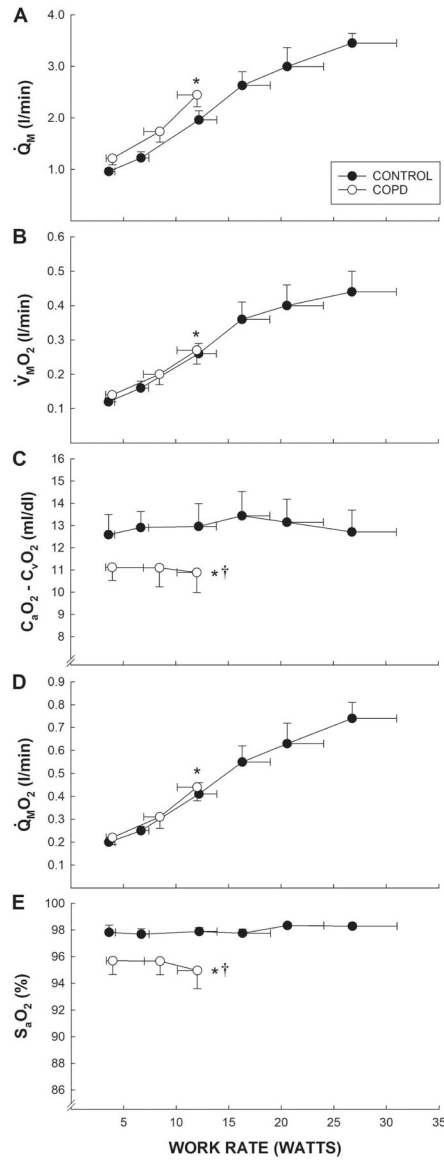 A
4.0
3.0
2.0
1.0
Q̇M (l/min)
*
CONTROL
COPD
B
0.6
0.5
0.4
0.3
0.2
0.1
V̇MO2 (l/min)
*
C
16
15
14
13
12
11
10
9
8
CaO2 - CvO2 (ml/dl)
*†
D
0.9
0.8
0.7
0.6
0.5
0.4
0.3
0.2
0.1
Q̇MO2 (l/min)
*
E
100
98
96
94
92
90
88
86
SaO2 (%)
*†
5 10 15 20 25 30 35
WORK RATE (WATTS)